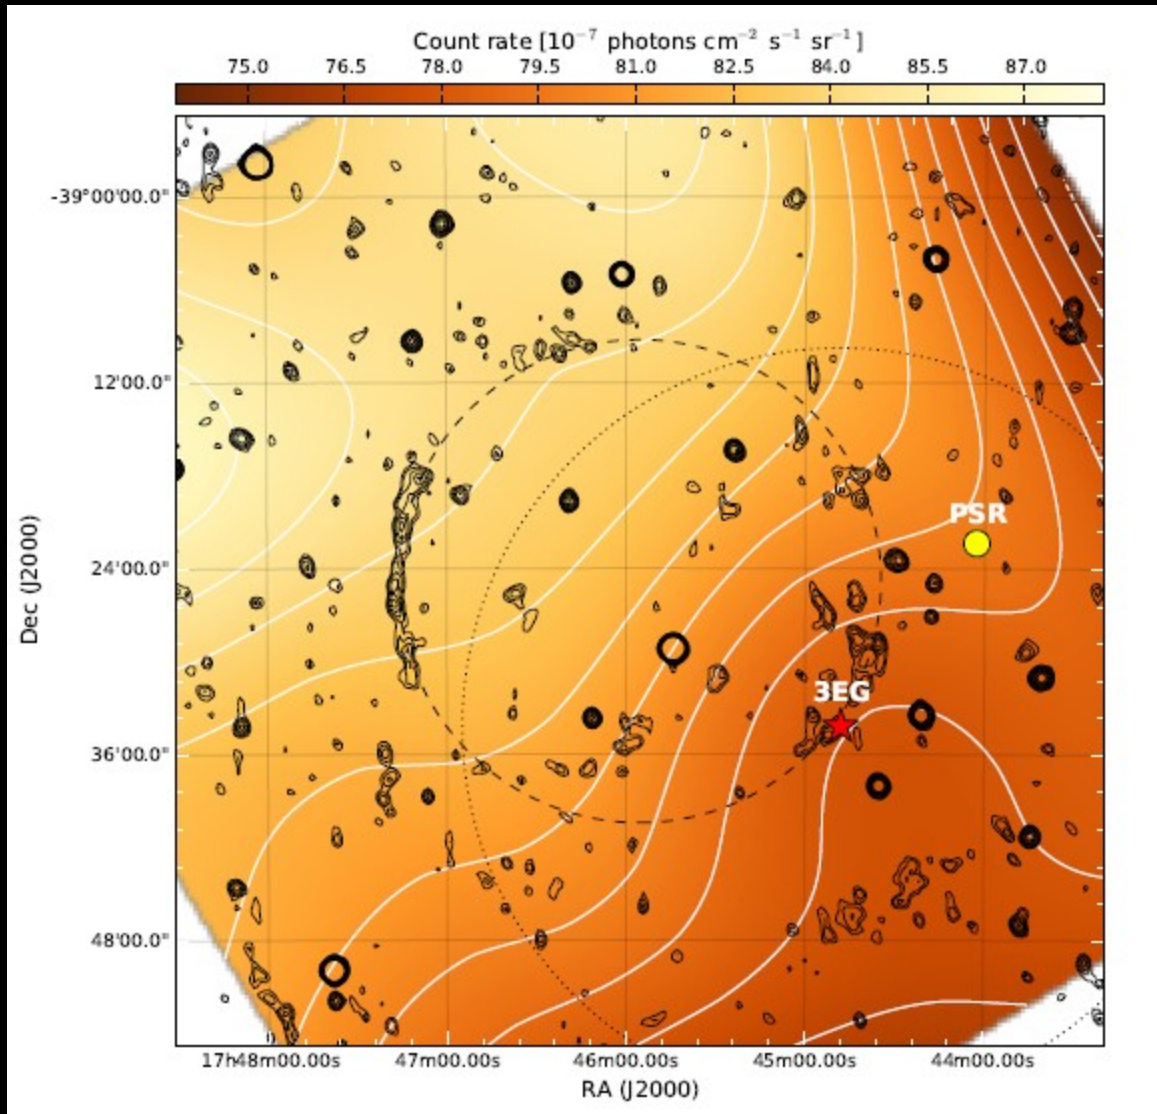 Count rate [10⁻⁷ photons cm⁻² s⁻¹ sr⁻¹]
75.0 76.5 78.0 79.5 81.0 82.5 84.0 85.5 87.0
-39°00'00.0"
12'00.0"
PSR
24'00.0"
3EG
36'00.0"
48'00.0"
Dec (J2000)
17h48m00.00s 47m00.00s 46m00.00s 45m00.00s 44m00.00s
RA (J2000)